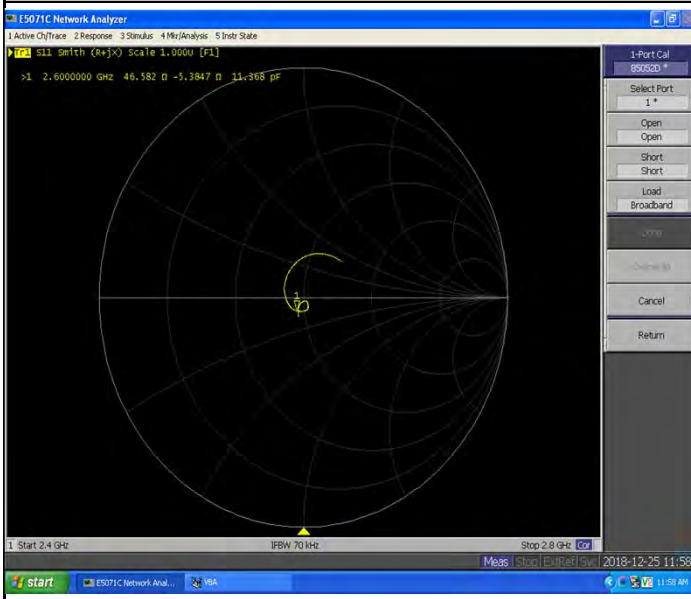 E5071C Network Analyzer
1 Active Ch/Trace 2 Response 3 Stimulus 4 Mkr/Analysis 5 Instr State
Tr1 S11 Smith (R+jX) Scale 1.000U [F1]
>1 2.6000000 GHz 46.582 Ω -5.3847 Ω 11.368 pF
1
1-Port Cal
85052D *
Select Port
1 *
Open
Open
Short
Short
Load
Broadband
Done
Cancel
Return
1 Start 2.4 GHz IFBW 70 kHz Stop 2.8 GHz Cor
Meas Stop ExtRef Svc 2018-12-25 11:58
start E5071C Network Anal... VBA 11:58 AM